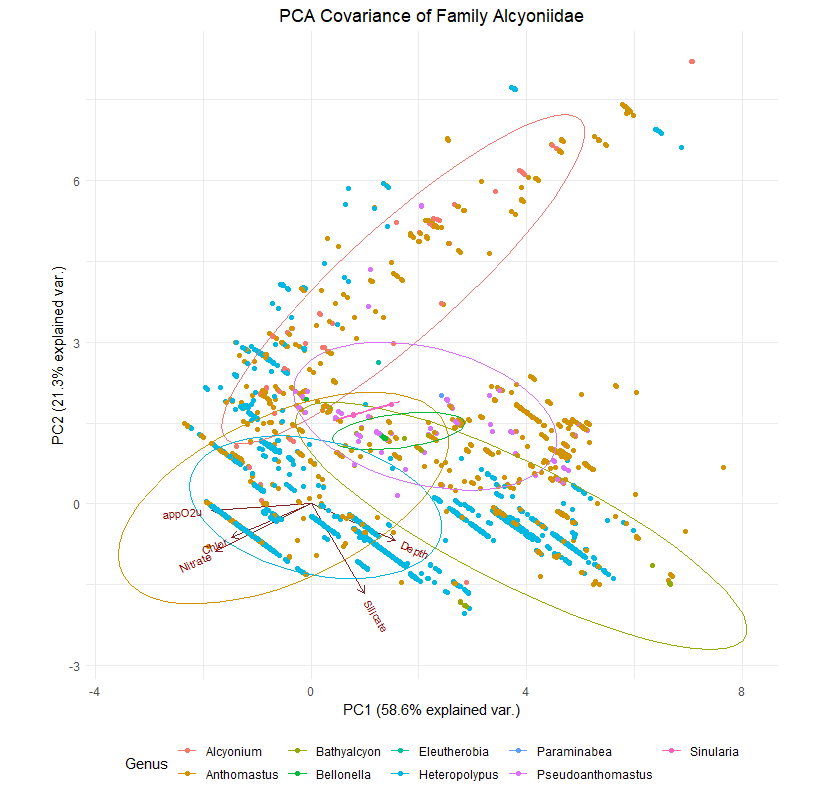 PCA Covariance of Family Alcyoniidae
PC2 (21.3% explained var.)
6
3
0
-3
appO2u
Chlor
Nitrate
Depth
Silicate
-4 0 4 8
PC1 (58.6% explained var.)
Genus
Alcyonium Bathyalcyon Eleutherobia Paraminabea Sinularia
Anthomastus Bellonella Heteropolypus Pseudoanthomastus